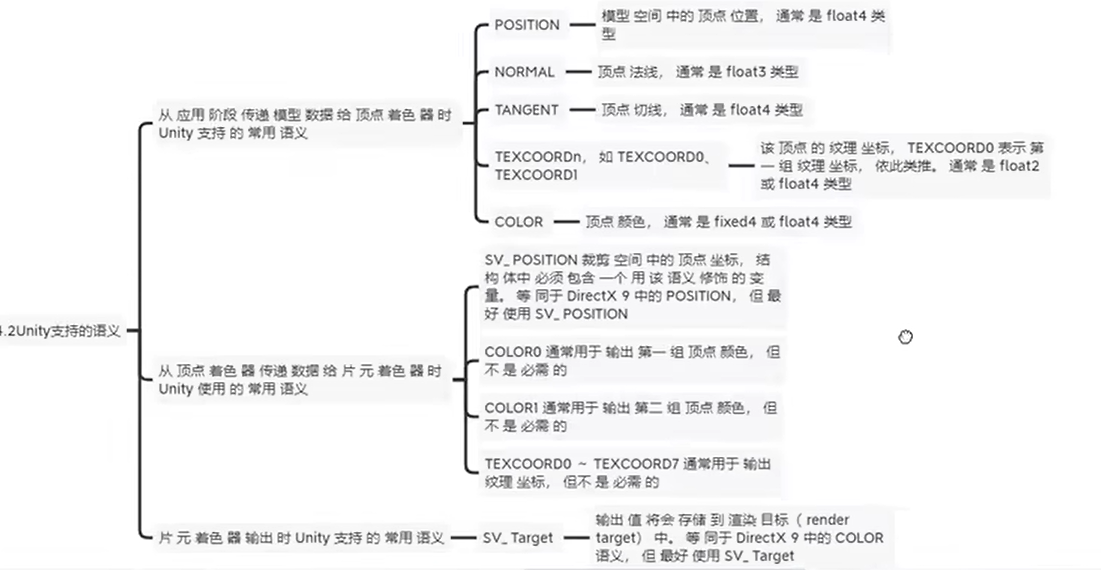 .2Unity支持的语义
从 应用 阶段 传递 模型 数据 给 顶点 着色 器 时
Unity 支持 的 常用 语义
POSITION
模型 空间 中的 顶点 位置， 通常 是 float4 类
型
NORMAL
顶点 法线， 通常 是 float3 类型
TANGENT
顶点 切线， 通常 是 float4 类型
TEXCOORDn， 如 TEXCOORD0、
TEXCOORD1
该 顶点 的 纹理 坐标， TEXCOORD0 表示 第
一 组 纹理 坐标， 依此类推。 通常 是 float2
或 float4 类型
COLOR
顶点 颜色， 通常 是 fixed4 或 float4 类型
从 顶点 着色 器 传递 数据 给 片 元 着色 器 时
Unity 使用 的 常用 语义
SV_ POSITION 裁剪 空间 中的 顶点 坐标， 结
构 体中 必须 包含 一个 用 该 语义 修饰 的 变
量。 等 同于 DirectX 9 中的 POSITION， 但 最
好 使用 SV_ POSITION
COLOR0 通常用于 输出 第一 组 顶点 颜色， 但
不 是 必需 的
COLOR1 通常用于 输出 第二 组 顶点 颜色， 但
不 是 必需 的
TEXCOORD0 ～ TEXCOORD7 通常用于 输出
纹理 坐标， 但不 是 必需 的
片 元 着色 器 输出 时 Unity 支持 的 常用 语义
SV_ Target
输出 值 将会 存储 到 渲染 目标（ render
target） 中。 等 同于 DirectX 9 中的 COLOR
语义， 但 最好 使用 SV_ Target